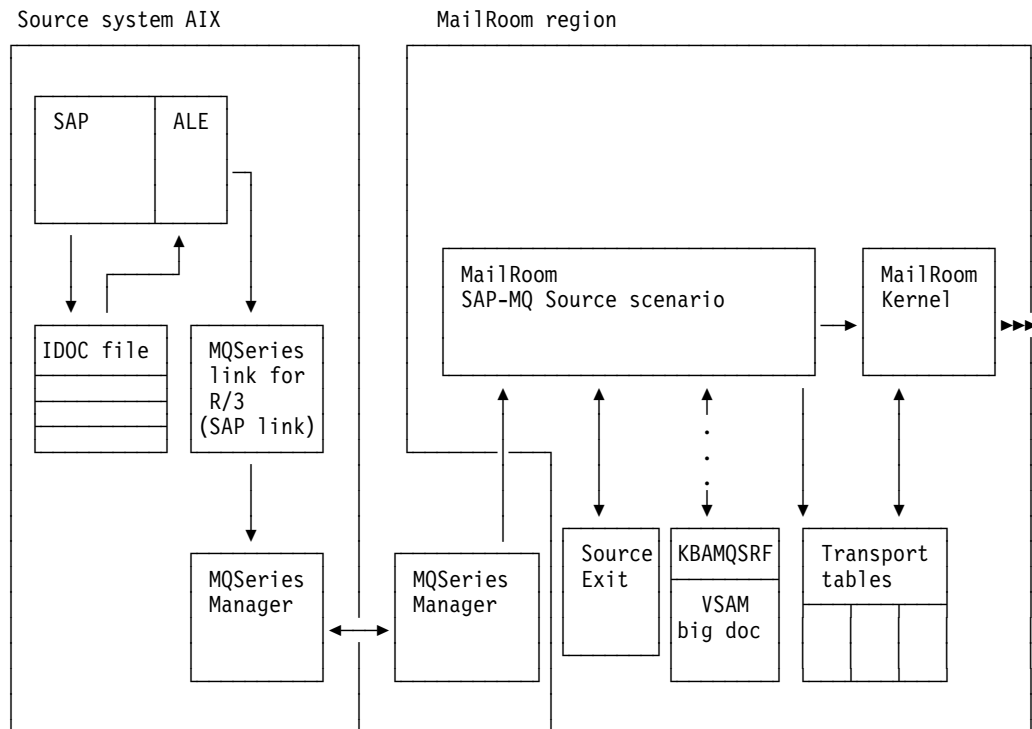 Source system AIX
MailRoom region
SAP
ALE
MailRoom
SAP-MQ Source scenario
MailRoom
Kernel
IDOC file
MQSeries
link for
R/3
(SAP link)
MQSeries
Manager
MQSeries
Manager
Source
Exit
KBAMQSRF
VSAM
big doc
Transport
tables